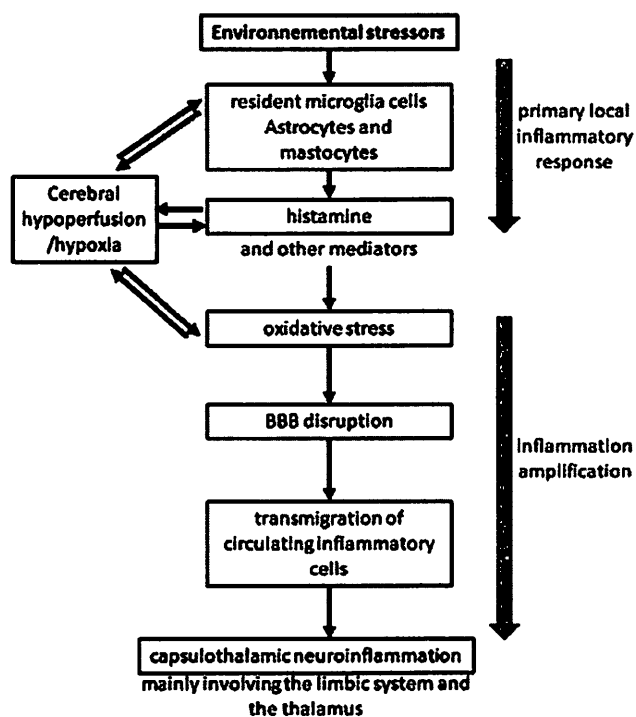 Environnemental stressors
resident microglia cells
Astrocytes and
mastocytes
primary local
inflammatory
response
Cerebral
hypoperfusion
/hypoxia
histamine
and other mediators
oxidative stress
BBB disruption
inflammation
amplification
transmigration of
circulating inflammatory
cells
capsulothalamic neuroinflammation
mainly involving the limbic system and
the thalamus